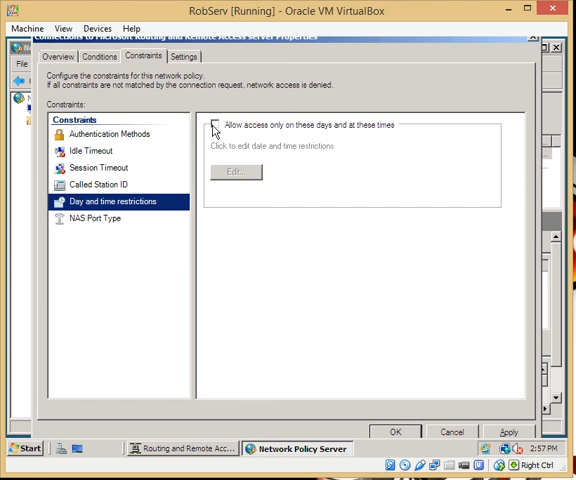 RobServ [Running] - Oracle VM VirtualBox
Machine View Devices Help
Connections to Microsoft Routing and Remote Access Server Properties
File
Overview Conditions Constraints Settings
Configure the constraints for this network policy.
If all constraints are not matched by the connection request, network access is denied.
Constraints:
Constraints
Authentication Methods
Idle Timeout
Session Timeout
Called Station ID
Day and time restrictions
NAS Port Type
Allow access only on these days and at these times
Click to edit date and time restrictions
Edit...
OK Cancel Apply
Start Routing and Remote Acc... Network Policy Server 2:57 PM
Right Ctrl